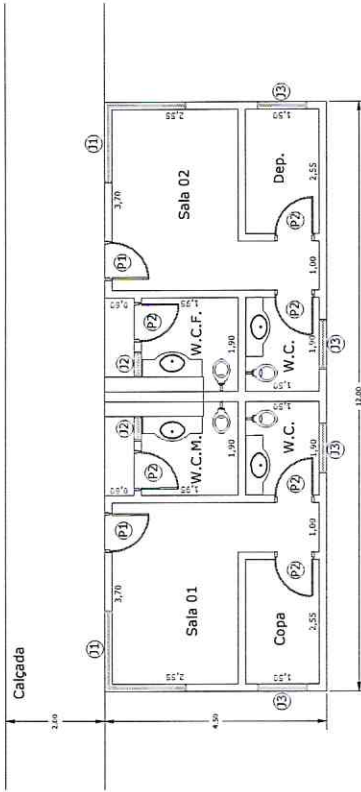 Calçada
2.00
J1 J1
3,70 P1 0,60 J2 J2 0,60 P1 3,70
2,55 P2 1,95 1,95 P2 2,55
Sala 01 W.C.M. W.C.F. Sala 02
4.50
1,90 1,90
Copa W.C. W.C. Dep.
1,50 P2 P2 1,50 1,50 P2 P2 1,50
J3 2,55 1,00 1,90 1,90 1,00 2,55 J3
J3 J3
12.00